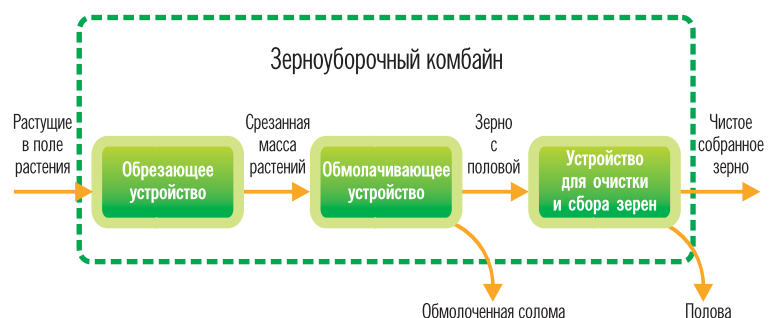 Зерноуборочный комбайн
Растущие
в поле
растения
Обрезающее
устройство
Срезанная
масса
растений
Обмолачивающее
устройство
Зерно
с
половой
Устройство
для очистки
и сбора зерен
Чистое
собранное
зерно
Обмолоченная солома
Полова